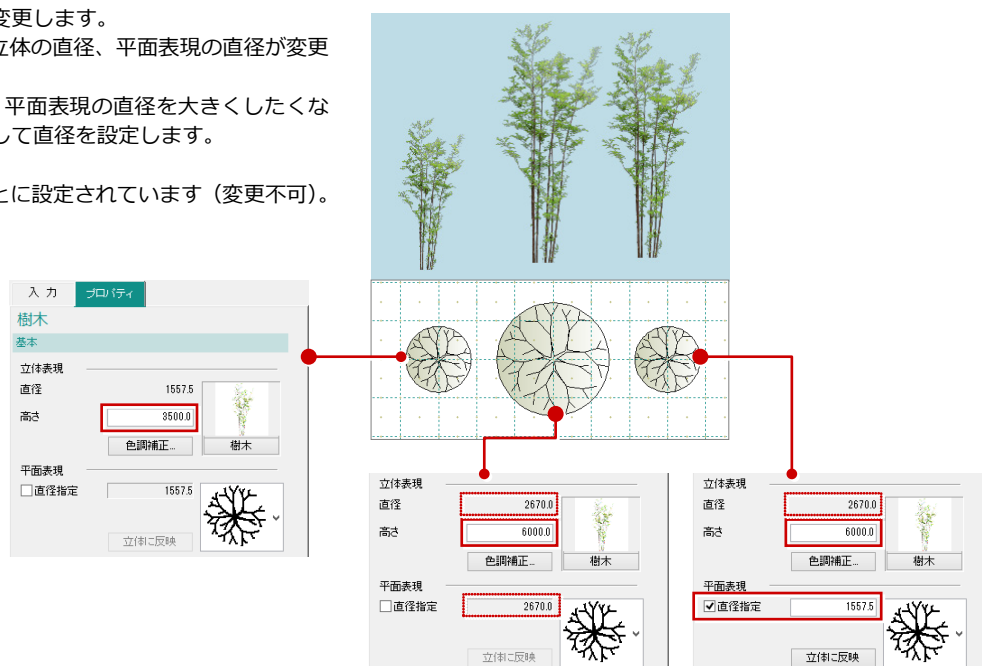 変更します。
立体の直径、平面表現の直径が変更
平面表現の直径を大きくしたくな
して直径を設定します。
とに設定されています（変更不可）。
入力 プロパティ
樹木
基本
立体表現
直径 1557.5
高さ 3500.0
色調補正... 樹木
平面表現
直径指定 1557.5
立体に反映
立体表現
直径 2670.0
高さ 6000.0
色調補正... 樹木
平面表現
直径指定 2670.0
立体に反映
立体表現
直径 2670.0
高さ 6000.0
色調補正... 樹木
平面表現
直径指定 1557.5
立体に反映